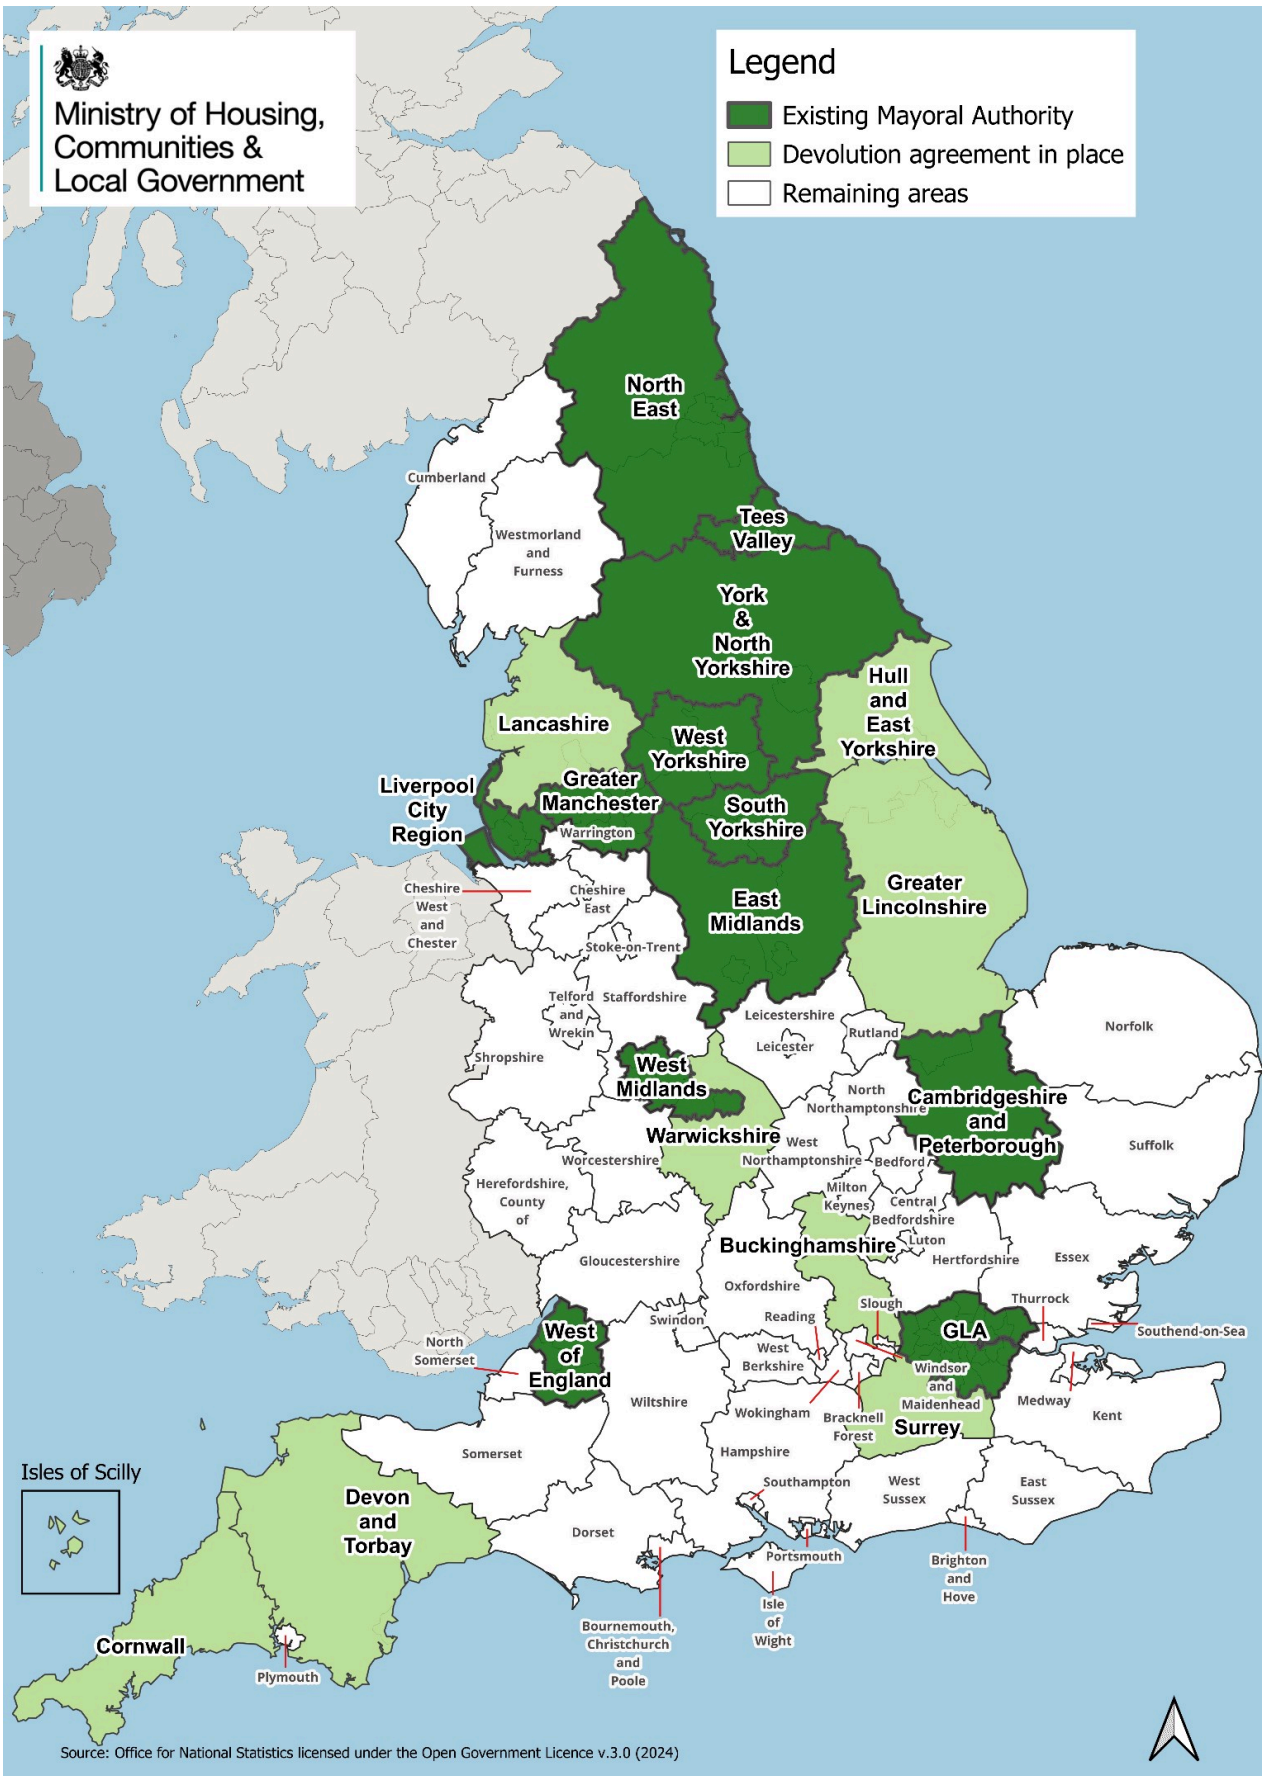 Ministry of Housing,
Communities &
Local Government
Legend
Existing Mayoral Authority
Devolution agreement in place
Remaining areas
North
East
Cumberland
Westmorland
and
Furness
Tees
Valley
York
&
North
Yorkshire
Hull
and
East
Yorkshire
Lancashire
West
Yorkshire
Liverpool
City
Region
Greater
Manchester
South
Yorkshire
Warrington
Cheshire
West
and
Chester
Cheshire
East
East
Midlands
Greater
Lincolnshire
Stoke-on-Trent
Telford
and
Wrekin
Staffordshire
Leicestershire
Leicester
Rutland
Norfolk
Shropshire
West
Midlands
North
Northamptonshire
Cambridgeshire
and
Peterborough
Warwickshire
West
Northamptonshire
Bedford
Suffolk
Worcestershire
Herefordshire,
County
of
Milton
Keynes
Central
Bedfordshire
Luton
Buckinghamshire
Hertfordshire
Essex
Gloucestershire
Oxfordshire
Thurrock
Slough
Swindon
Reading
GLA
Southend-on-Sea
North
Somerset
West
of
England
West
Berkshire
Windsor
and
Maidenhead
Wiltshire
Wokingham
Bracknell
Forest
Surrey
Medway
Kent
Somerset
Hampshire
Southampton
West
Sussex
East
Sussex
Isles of Scilly
Devon
and
Torbay
Dorset
Portsmouth
Brighton
and
Hove
Isle
of
Wight
Bournemouth,
Christchurch
and
Poole
Cornwall
Plymouth
Source: Office for National Statistics licensed under the Open Government Licence v.3.0 (2024)